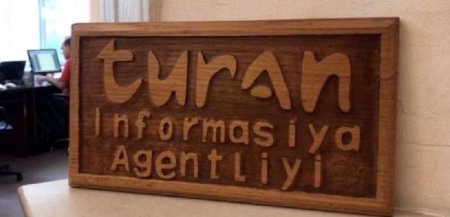 turan
Informasiya
Agentliyi